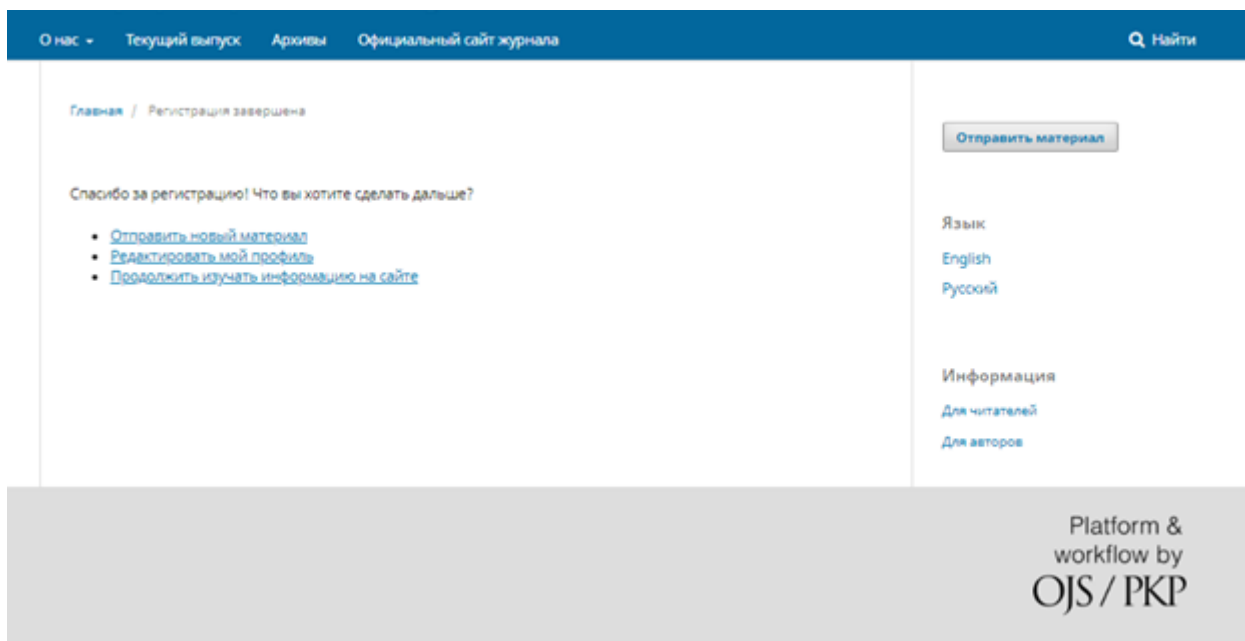 О нас
Текущий выпуск
Архивы
Официальный сайт журнала
Найти
Главная / Регистрация завершена
Отправить материал
Спасибо за регистрацию! Что вы хотите сделать дальше?
Отправить новый материал
Редактировать мой профиль
Продолжить изучать информацию на сайте
Язык
English
Русский
Информация
Для читателей
Для авторов
Platform &
workflow by
OJS / PKP